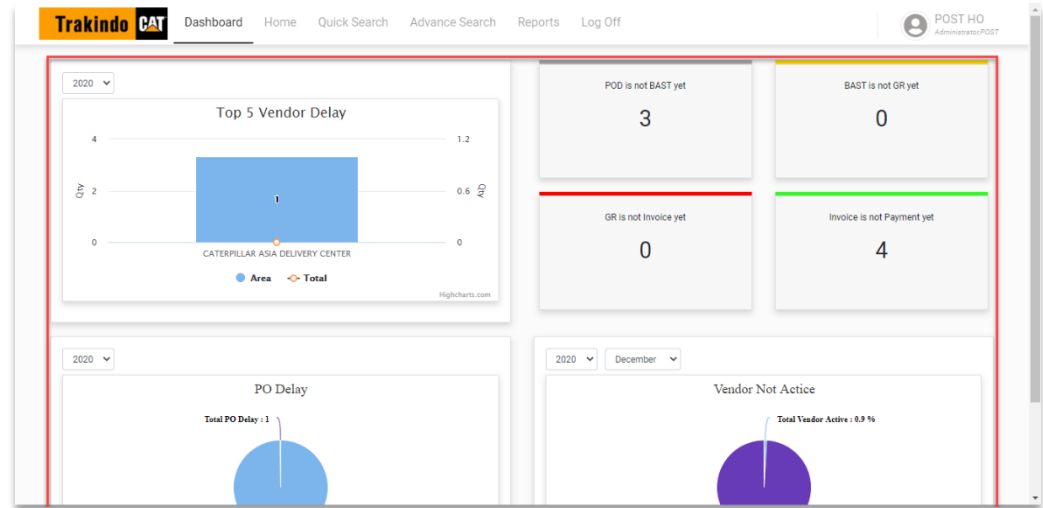 Trakindo CAT Dashboard Home Quick Search Advance Search Reports Log Off POST HO
AdministratorPOST
2020
Top 5 Vendor Delay
4 1.2
Qty 2 1 0.6 Qty
0 0
CATERPILLAR ASIA DELIVERY CENTER
Area Total
Highcharts.com
POD is not BAST yet
3
BAST is not GR yet
0
GR is not Invoice yet
0
Invoice is not Payment yet
4
2020
PO Delay
Total PO Delay : 1
2020 December
Vendor Not Actice
Total Vendor Active : 0.9 %